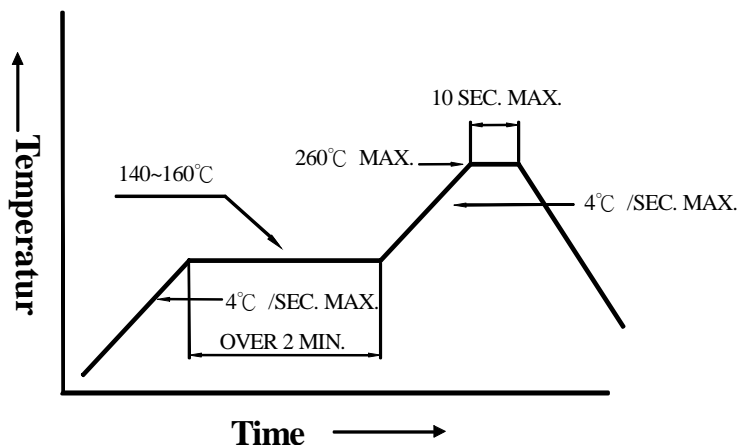 10 SEC. MAX.
260℃ MAX.
140~160℃
4℃ /SEC. MAX.
4℃ /SEC. MAX.
OVER 2 MIN.
Temperatur
Time